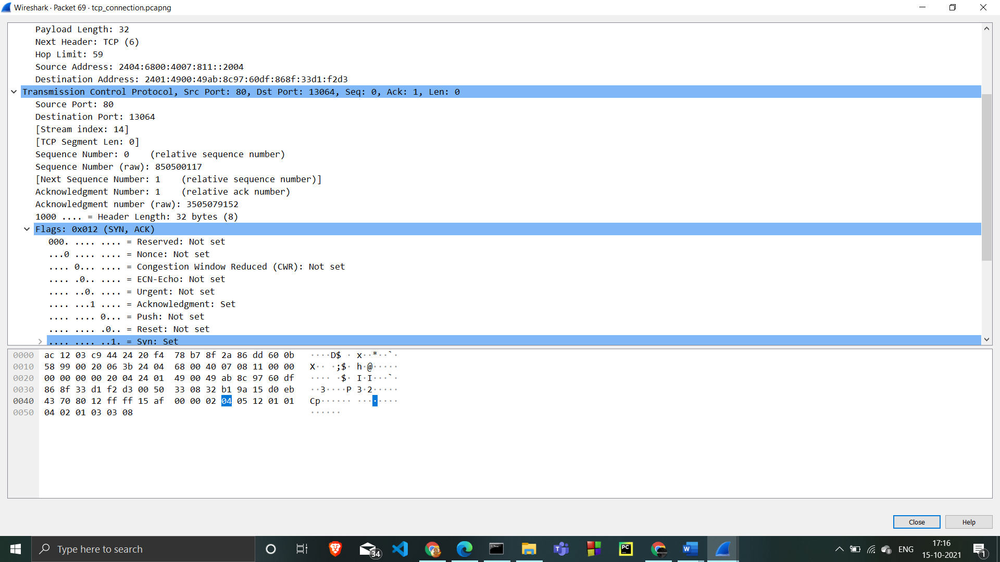 Wireshark · Packet 69 · tcp_connection.pcapng
Payload Length: 32
Next Header: TCP (6)
Hop Limit: 59
Source Address: 2404:6800:4007:811::2004
Destination Address: 2401:4900:49ab:8c97:60df:868f:33d1:f2d3
Transmission Control Protocol, Src Port: 80, Dst Port: 13064, Seq: 0, Ack: 1, Len: 0
Source Port: 80
Destination Port: 13064
[Stream index: 14]
[TCP Segment Len: 0]
Sequence Number: 0    (relative sequence number)
Sequence Number (raw): 850500117
[Next Sequence Number: 1    (relative sequence number)]
Acknowledgment Number: 1    (relative ack number)
Acknowledgment number (raw): 3505079152
1000 .... = Header Length: 32 bytes (8)
Flags: 0x012 (SYN, ACK)
000. .... .... = Reserved: Not set
...0 .... .... = Nonce: Not set
.... 0... .... = Congestion Window Reduced (CWR): Not set
.... .0.. .... = ECN-Echo: Not set
.... ..0. .... = Urgent: Not set
.... ...1 .... = Acknowledgment: Set
.... .... 0... = Push: Not set
.... .... .0.. = Reset: Not set
.... .... ..1. = Syn: Set
0000 ac 12 03 c9 44 24 20 f4 78 b7 8f 2a 86 dd 60 0b ····D$ · x··*··`·
0010 58 99 00 20 06 3b 24 04 68 00 40 07 08 11 00 00 X·· ·;$· h·@·····
0020 00 00 00 00 20 04 24 01 49 00 49 ab 8c 97 60 df ···· ·$· I·I···`·
0030 86 8f 33 d1 f2 d3 00 50 33 08 32 b1 9a 15 d0 eb ··3····P 3·2·····
0040 43 70 80 12 ff ff 15 af 00 00 02 04 05 12 01 01 Cp······ ········
0050 04 02 01 03 03 08 ······
Close Help
Type here to search
34
PC
ENG
17:16
15-10-2021
1